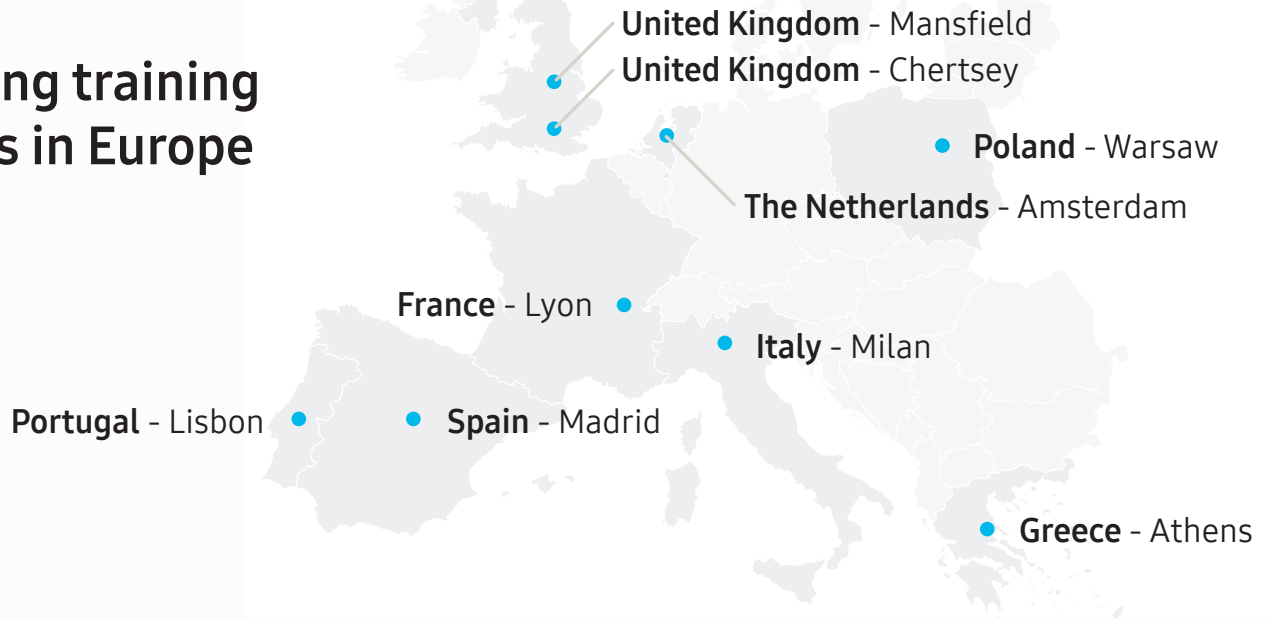 ng training
s in Europe
United Kingdom - Mansfield
United Kingdom - Chertsey
Poland - Warsaw
The Netherlands - Amsterdam
France - Lyon
Italy - Milan
Portugal - Lisbon
Spain - Madrid
Greece - Athens